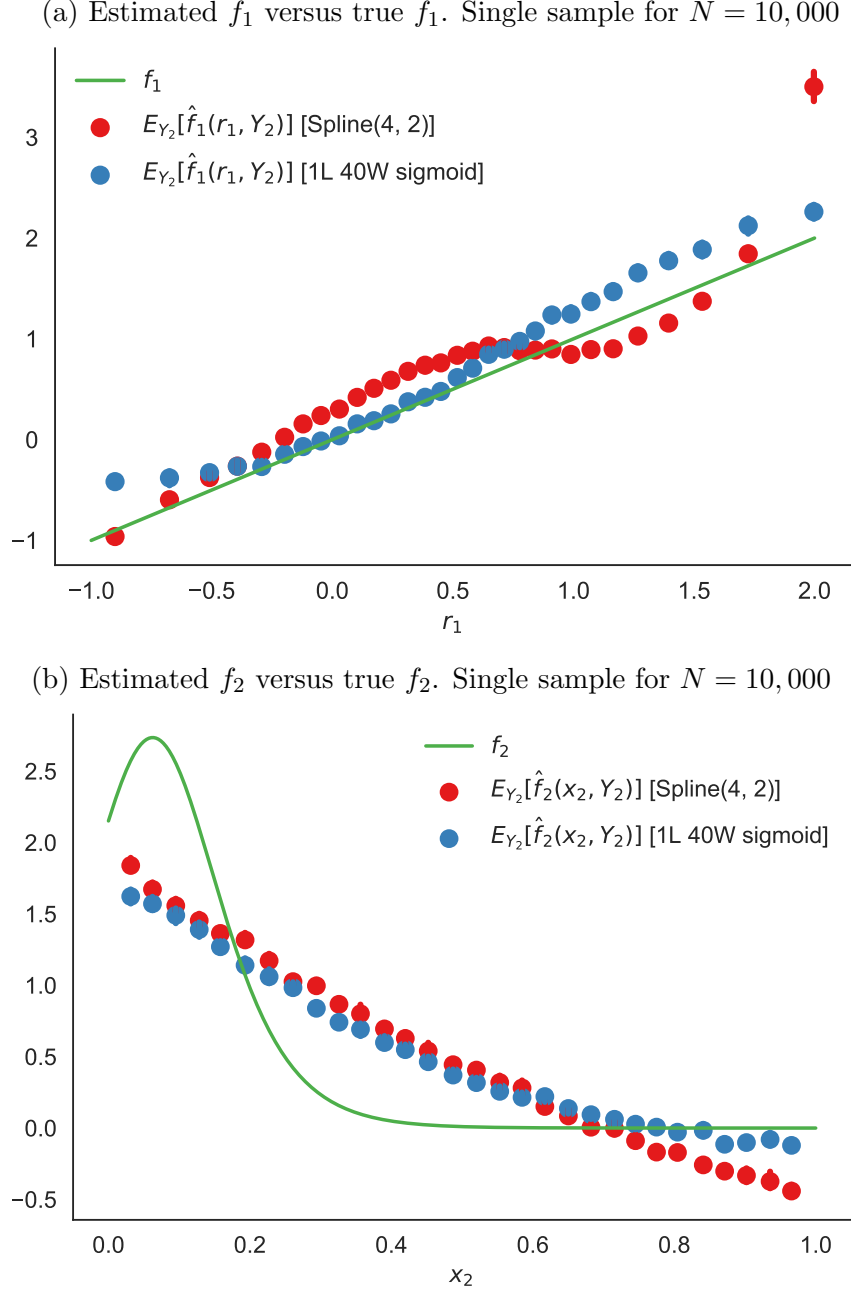 (a) Estimated f₁ versus true f₁. Single sample for N = 10,000
f₁
E_{Y₂}[f̂₁(r₁, Y₂)] [Spline(4, 2)]
E_{Y₂}[f̂₁(r₁, Y₂)] [1L 40W sigmoid]
3
2
1
0
−1
−1.0 −0.5 0.0 0.5 1.0 1.5 2.0
r₁
(b) Estimated f₂ versus true f₂. Single sample for N = 10,000
f₂
E_{Y₂}[f̂₂(x₂, Y₂)] [Spline(4, 2)]
E_{Y₂}[f̂₂(x₂, Y₂)] [1L 40W sigmoid]
2.5
2.0
1.5
1.0
0.5
0.0
−0.5
0.0 0.2 0.4 0.6 0.8 1.0
x₂